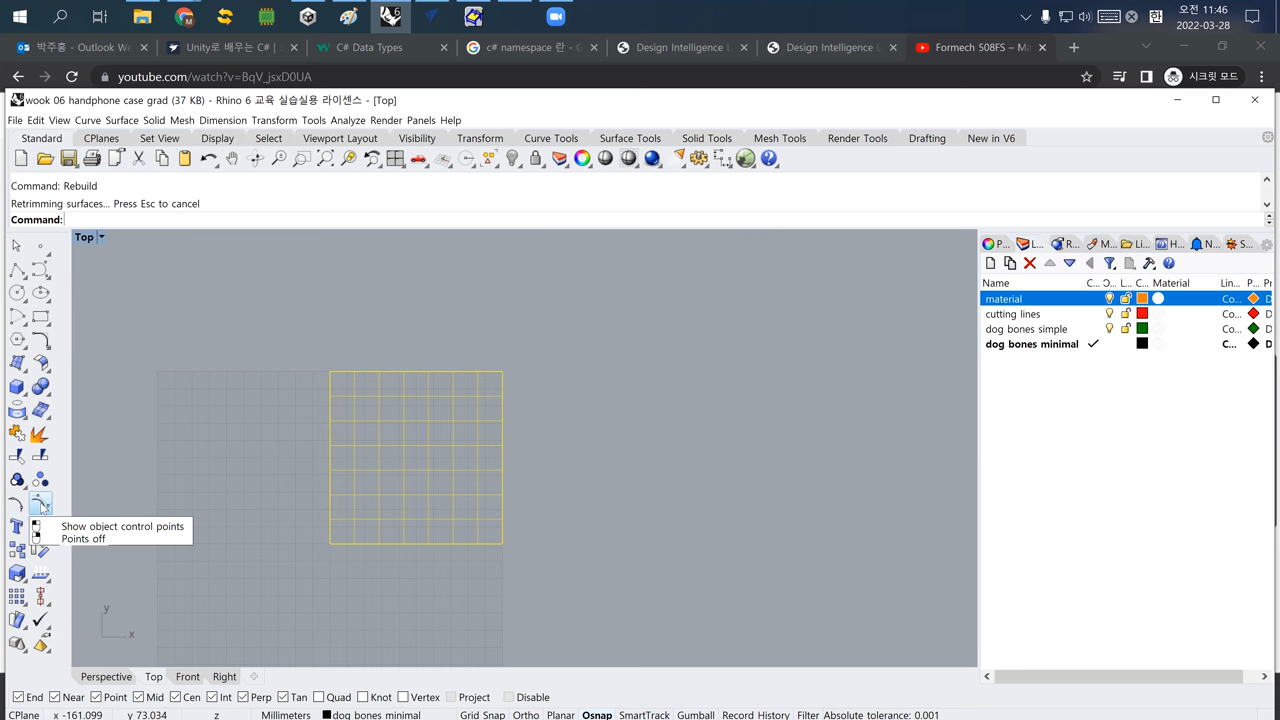 오전 11:46
한
2022-03-28
박주홍 - Outlook We
Unity로 배우는 C# |
C# Data Types
c# namespace 란 - G
Design Intelligence L
Design Intelligence L
Formech 508FS – Ma
youtube.com/watch?v=BqV_jsxD0UA
시크릿 모드
wook 06 handphone case grad (37 KB) - Rhino 6 교육 실습실용 라이센스 - [Top]
File Edit View Curve Surface Solid Mesh Dimension Transform Tools Analyze Render Panels Help
Standard CPlanes Set View Display Select Viewport Layout Visibility Transform Curve Tools Surface Tools Solid Tools Mesh Tools Render Tools Drafting New in V6
Command: Rebuild
Retrimming surfaces... Press Esc to cancel
Command:
Top
P... L... R... M... Li... H... N... S...
Name C... L... C... Material Lin... P... Pr
material Co... D
cutting lines Co... D
dog bones simple Co... D
dog bones minimal C... D
Show object control points
Points off
y
x
Perspective Top Front Right
End Near Point Mid Cen Int Perp Tan Quad Knot Vertex Project Disable
CPlane x -161.099 y 73.034 z Millimeters dog bones minimal Grid Snap Ortho Planar Osnap SmartTrack Gumball Record History Filter Absolute tolerance: 0.001